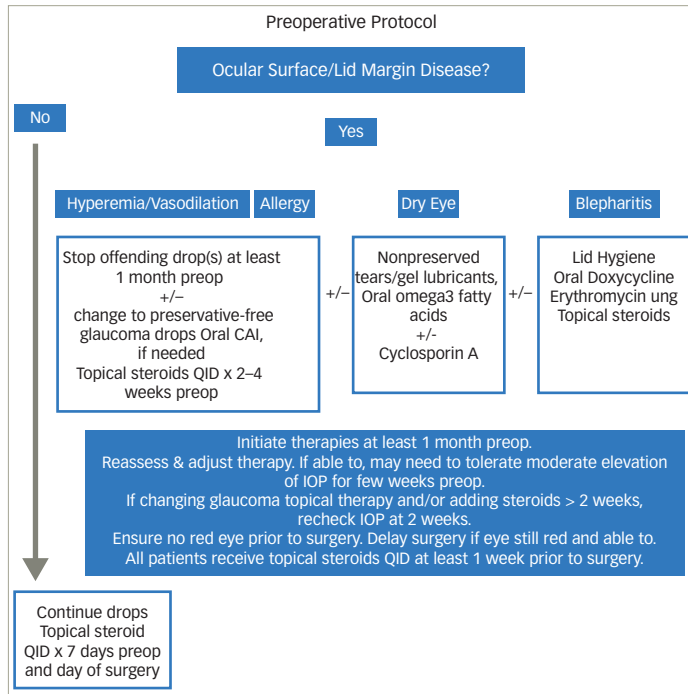 Preoperative Protocol
Ocular Surface/Lid Margin Disease?
No
Yes
Hyperemia/Vasodilation
Allergy
Dry Eye
Blepharitis
Stop offending drop(s) at least
1 month preop
+/−
change to preservative-free
glaucoma drops Oral CAI,
if needed
Topical steroids QID x 2–4
weeks preop
+/−
Nonpreserved
tears/gel lubricants,
Oral omega3 fatty
acids
+/-
Cyclosporin A
+/−
Lid Hygiene
Oral Doxycycline
Erythromycin ung
Topical steroids
Initiate therapies at least 1 month preop.
Reassess & adjust therapy. If able to, may need to tolerate moderate elevation
of IOP for few weeks preop.
If changing glaucoma topical therapy and/or adding steroids > 2 weeks,
recheck IOP at 2 weeks.
Ensure no red eye prior to surgery. Delay surgery if eye still red and able to.
All patients receive topical steroids QID at least 1 week prior to surgery.
Continue drops
Topical steroid
QID x 7 days preop
and day of surgery